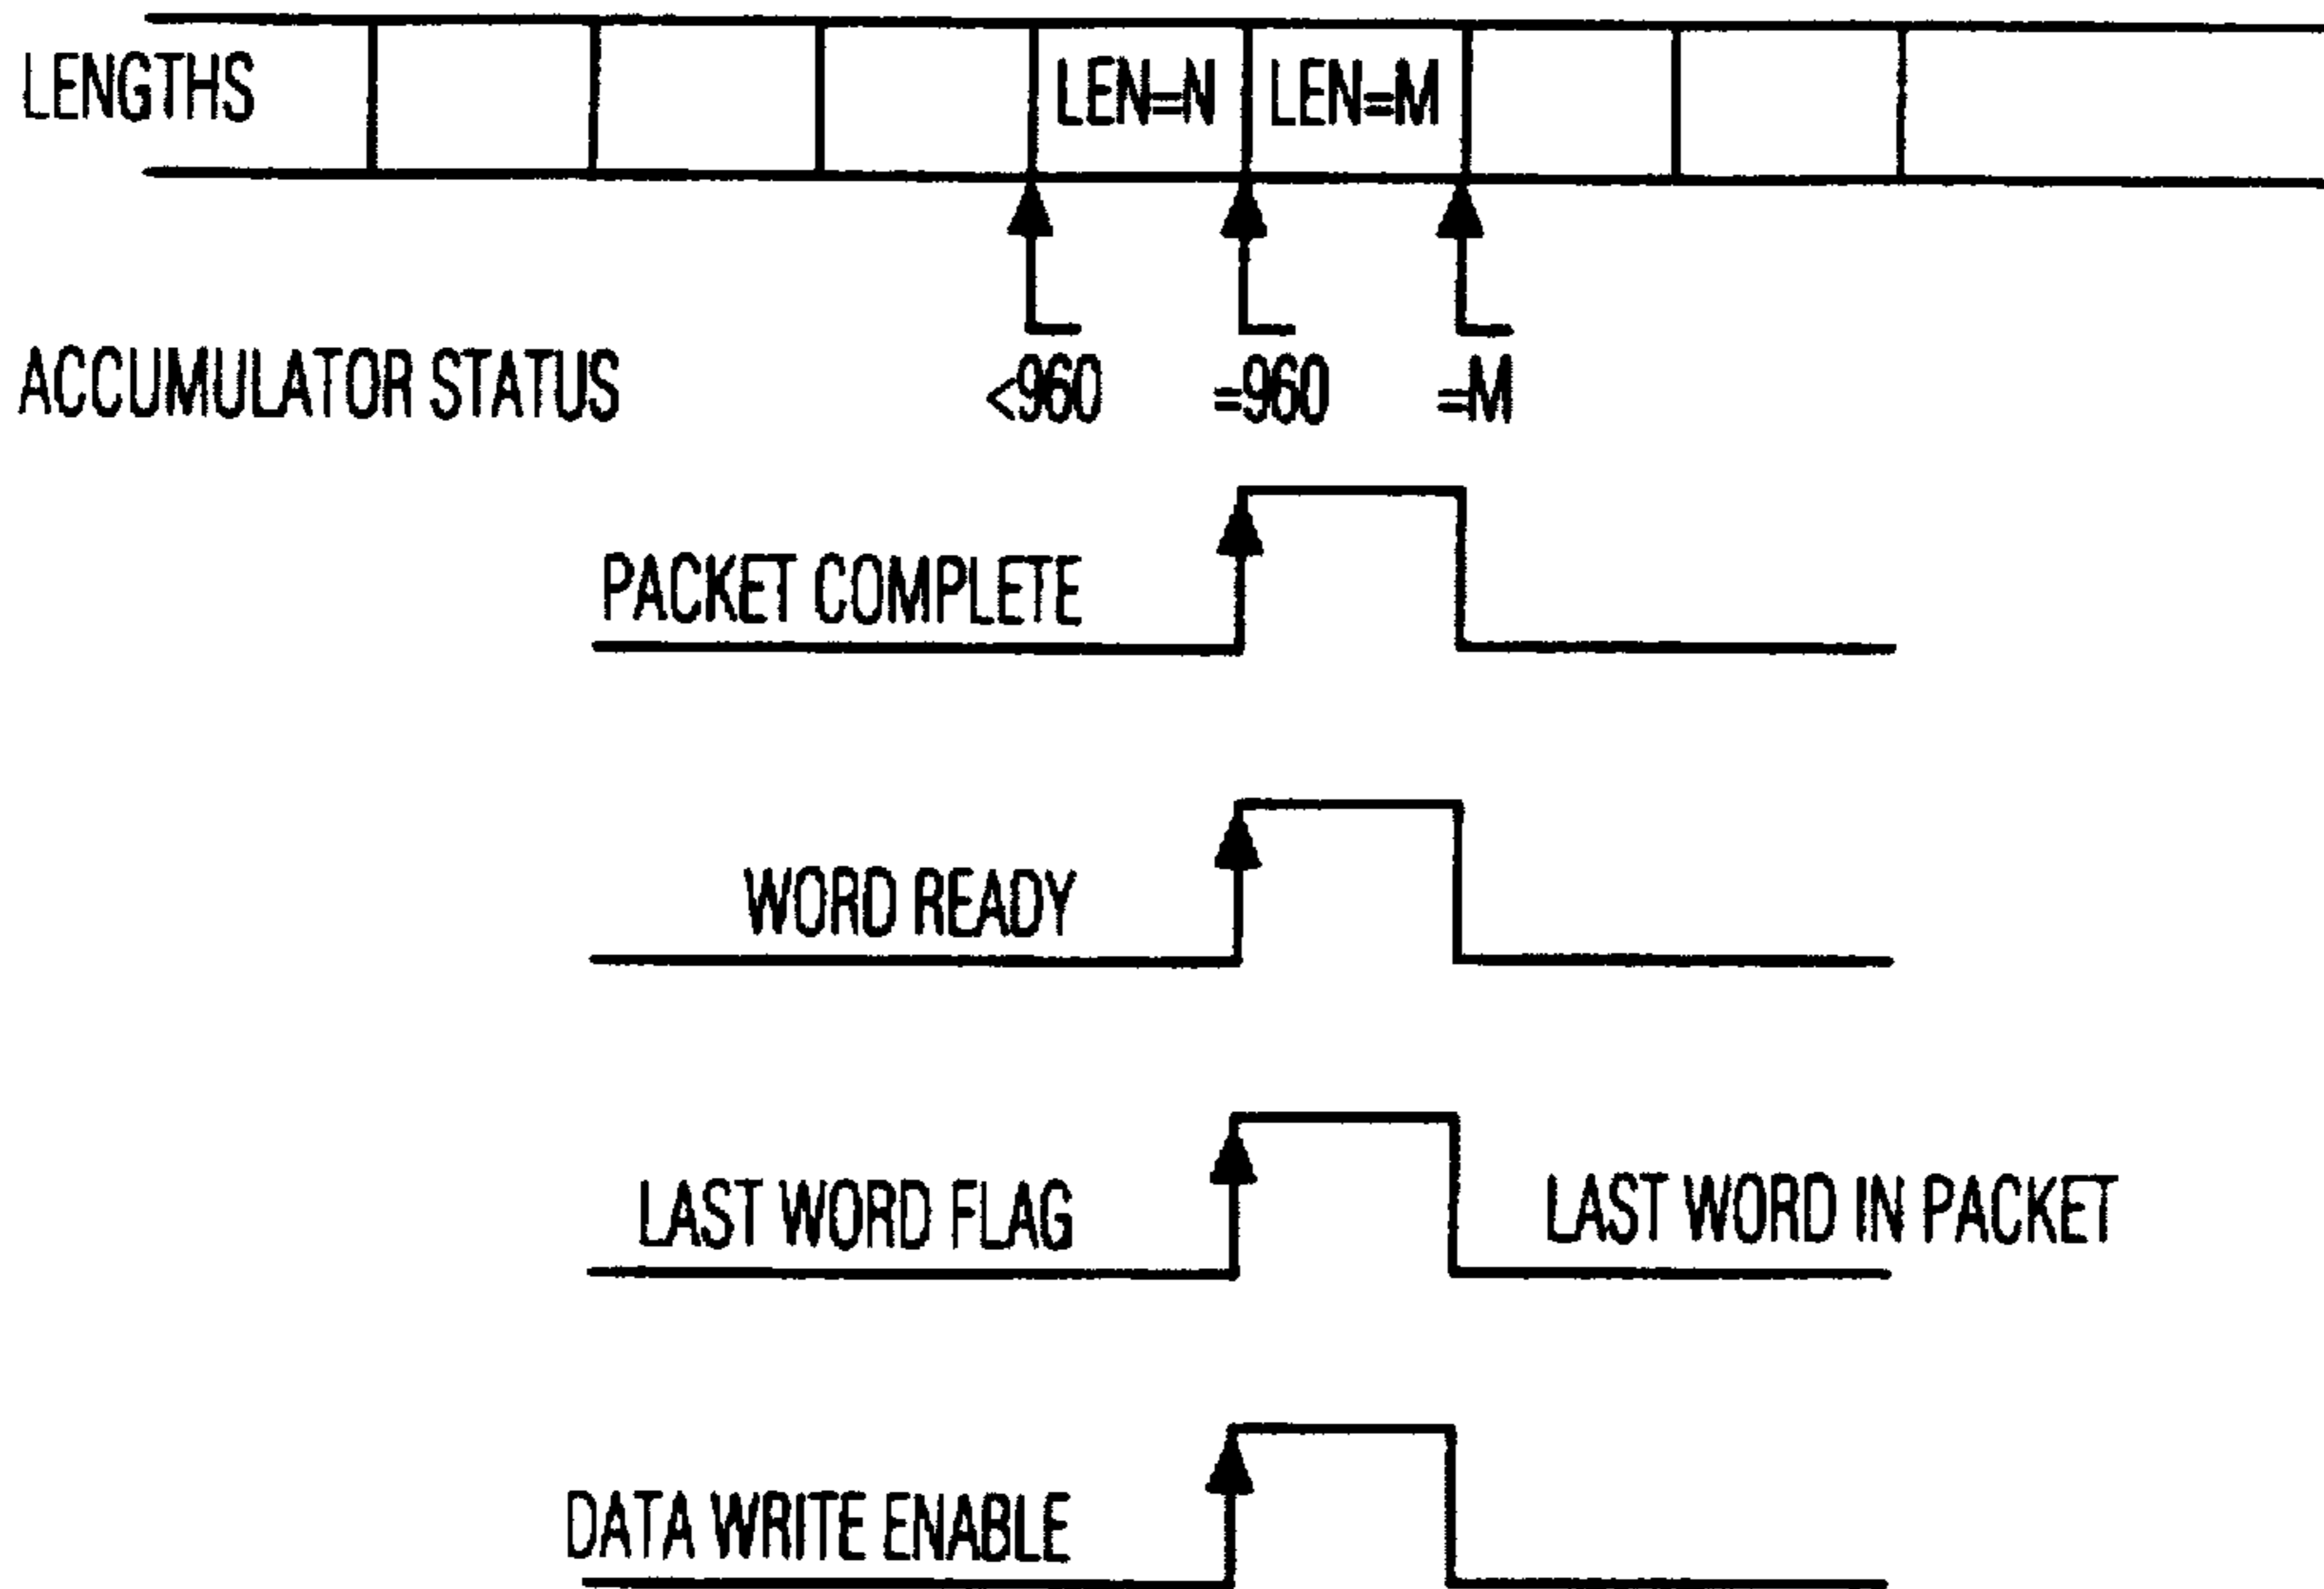 LENGTHS LEN=N LEN=M
ACCUMULATOR STATUS <960 =960 =M
PACKET COMPLETE
WORD READY
LAST WORD FLAG LAST WORD IN PACKET
DATA WRITE ENABLE